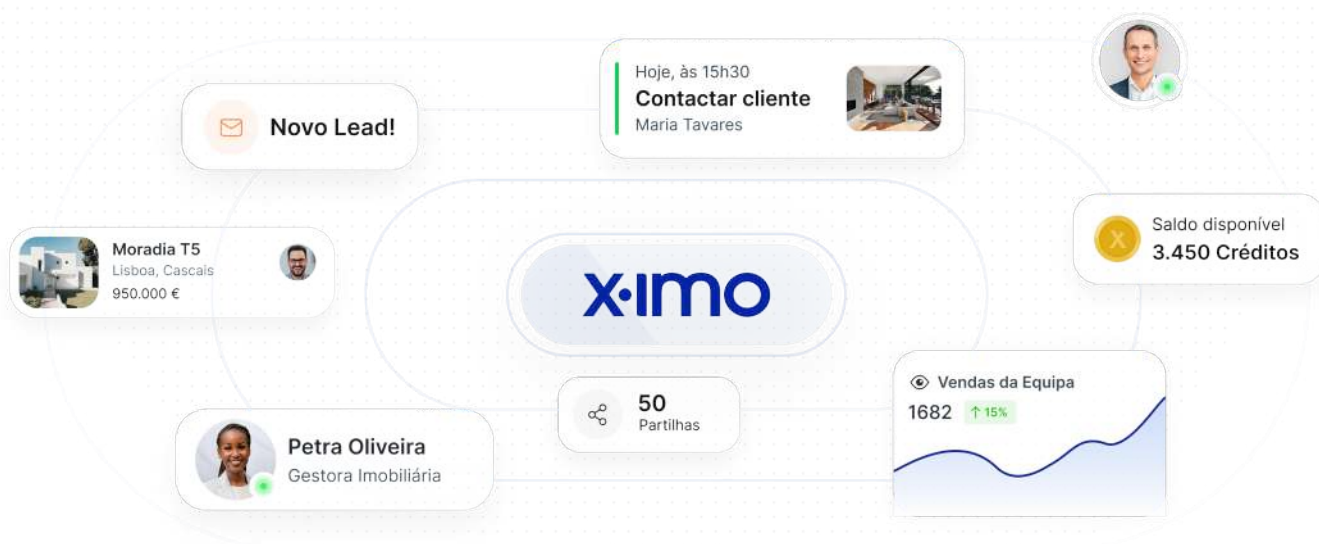 Hoje, às 15h30
Contactar cliente
Maria Tavares
Novo Lead!
Saldo disponível
3.450 Créditos
X
Moradia T5
Lisboa, Cascais
950.000 €
x·imo
Vendas da Equipa
1682 ↑ 15%
50
Partilhas
Petra Oliveira
Gestora Imobiliária